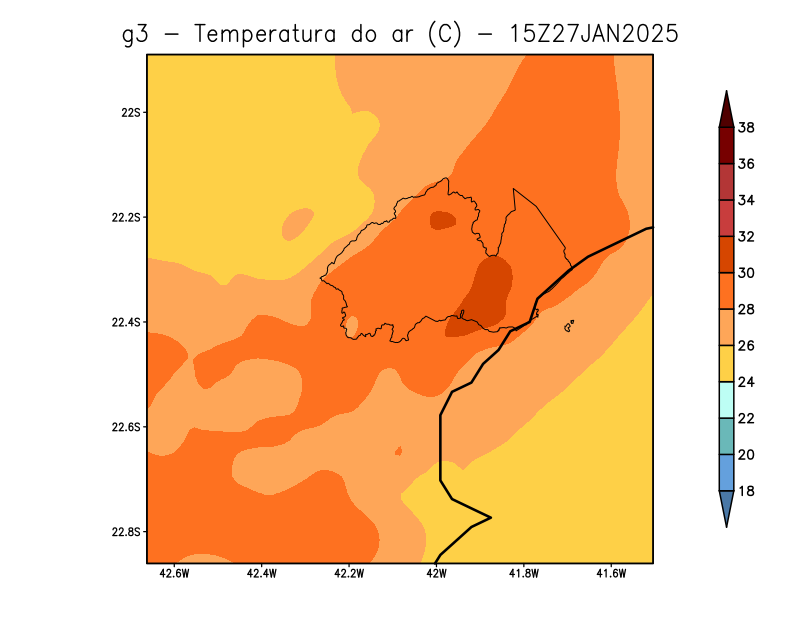 g3 – Temperatura do ar (C) – 15Z27JAN2025
22S
22.2S
22.4S
22.6S
22.8S
42.6W
42.4W
42.2W
42W
41.8W
41.6W
38
36
34
32
30
28
26
24
22
20
18